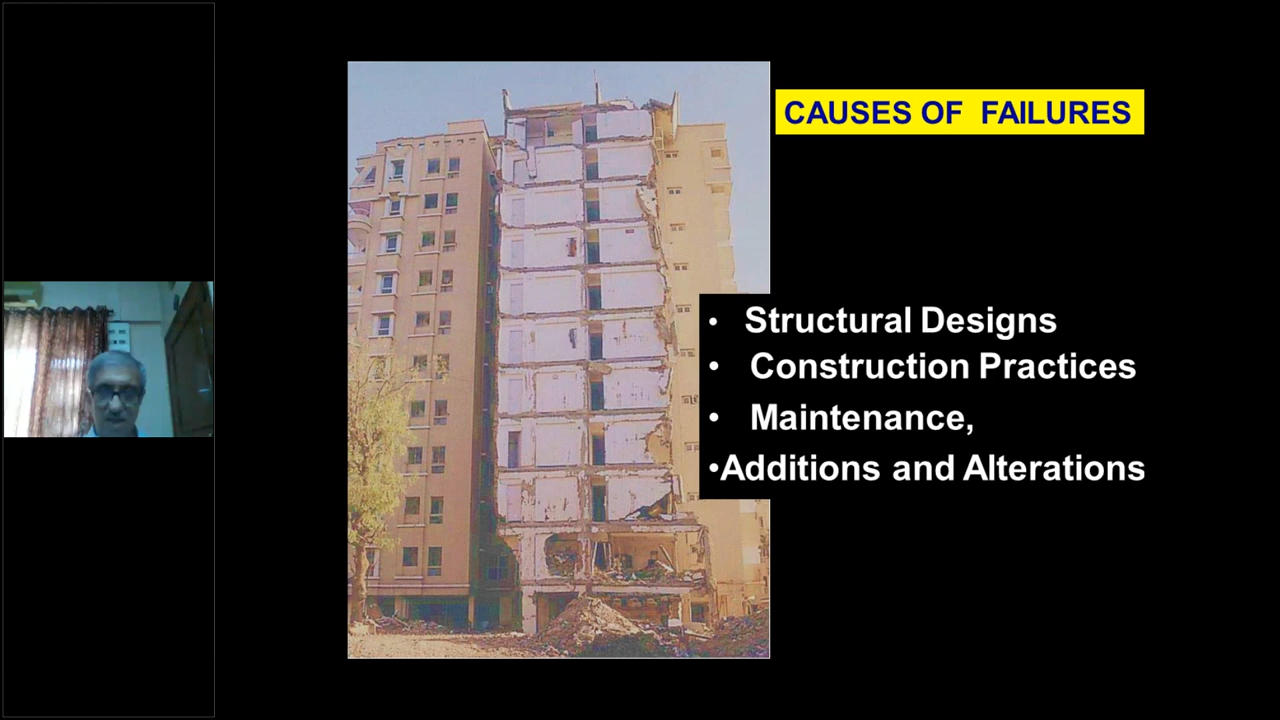 CAUSES OF FAILURES
• Structural Designs
• Construction Practices
• Maintenance,
•Additions and Alterations